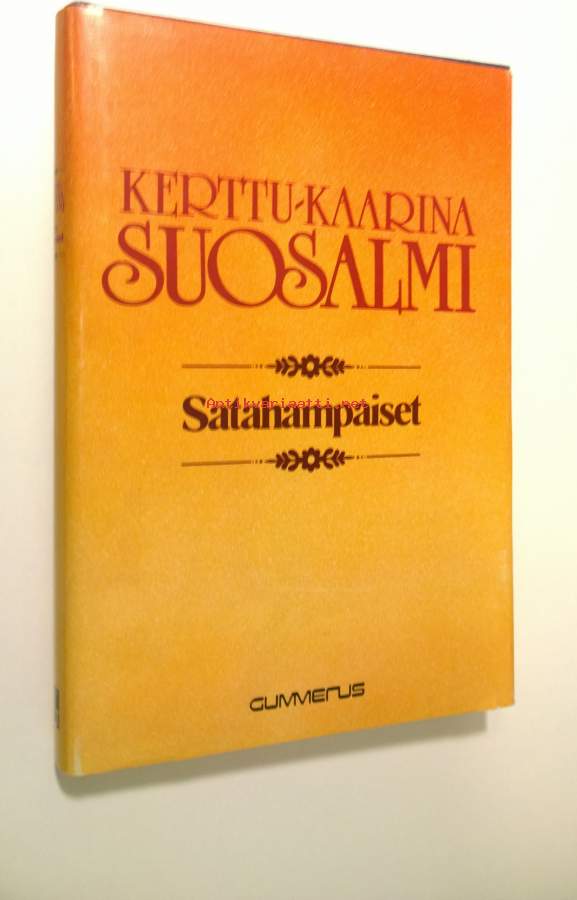 KERTTU-KAARINA
SUOSALMI
Satahampaiset
Antikvariaatti.net
GUMMERUS